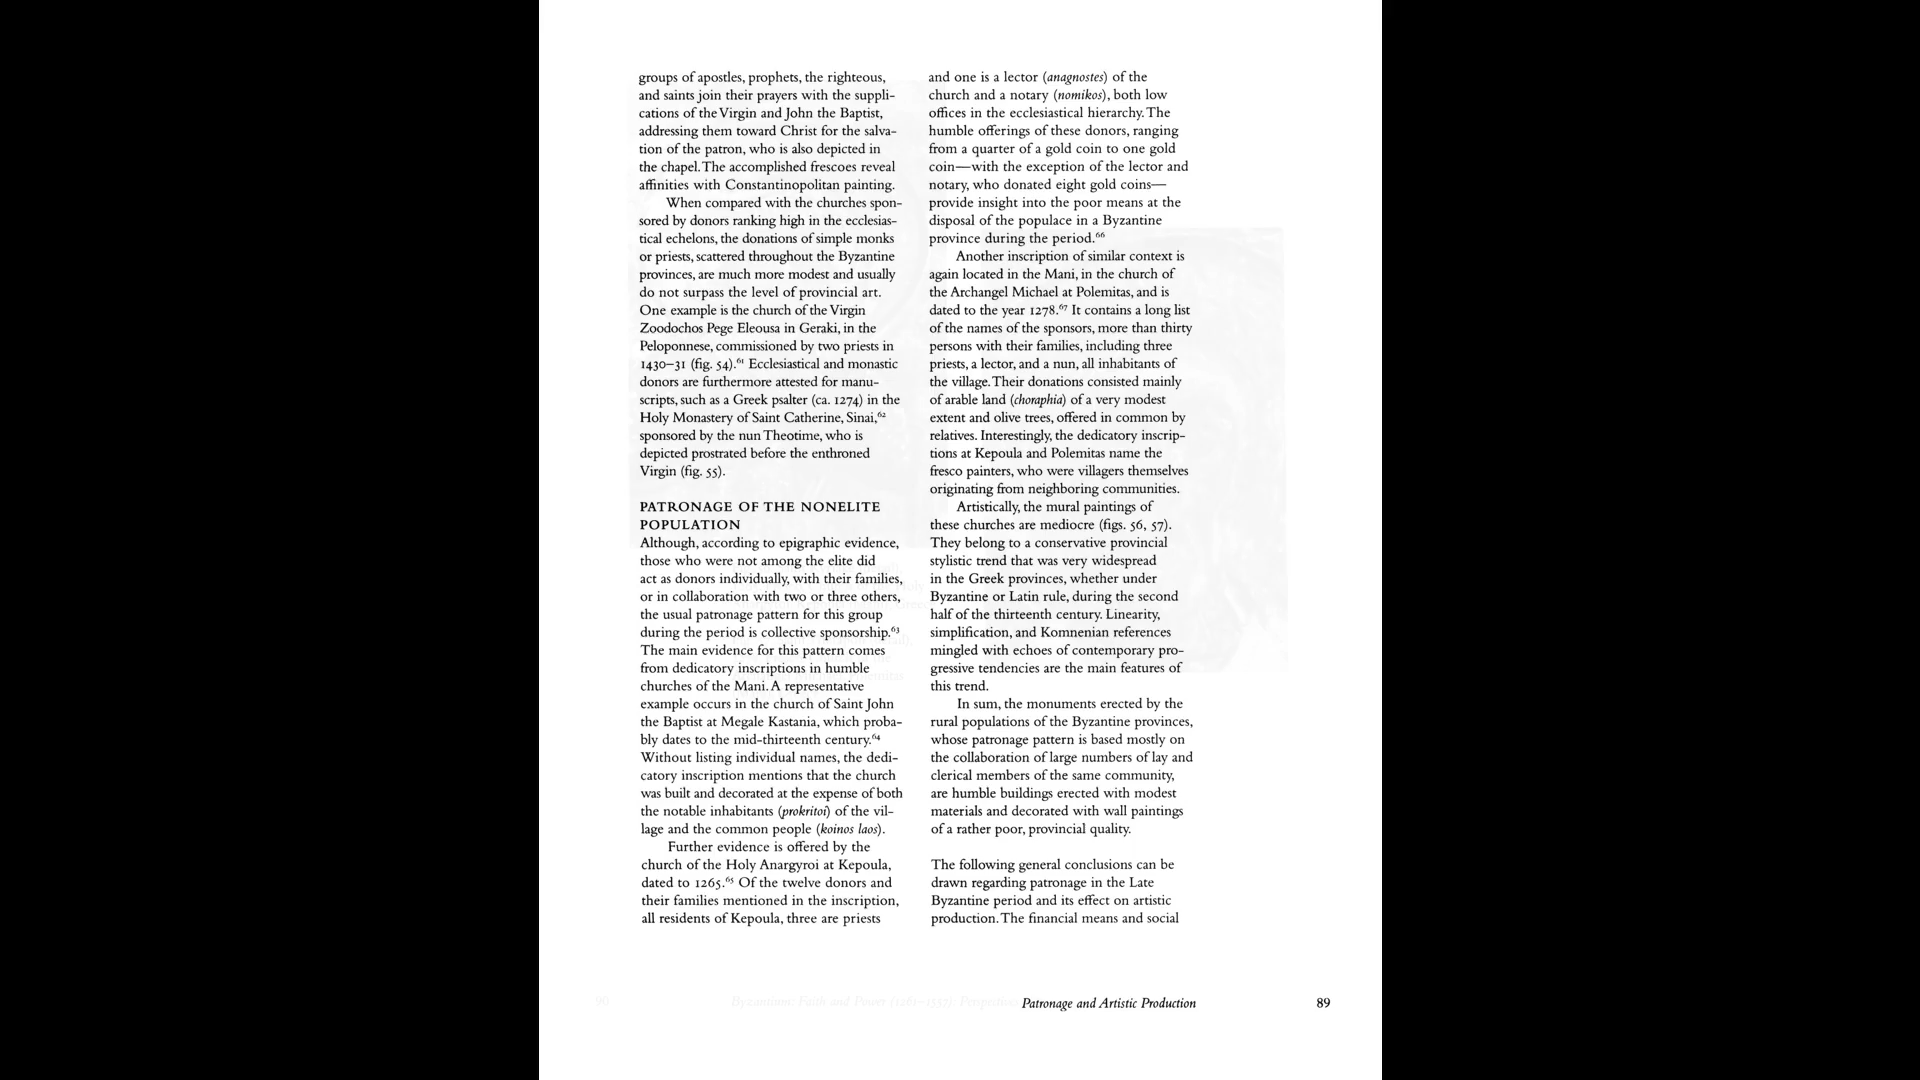 groups of apostles, prophets, the righteous,
and saints join their prayers with the suppli-
cations of the Virgin and John the Baptist,
addressing them toward Christ for the salva-
tion of the patron, who is also depicted in
the chapel. The accomplished frescoes reveal
affinities with Constantinopolitan painting.
When compared with the churches spon-
sored by donors ranking high in the ecclesias-
tical echelons, the donations of simple monks
or priests, scattered throughout the Byzantine
provinces, are much more modest and usually
do not surpass the level of provincial art.
One example is the church of the Virgin
Zoodochos Pege Eleousa in Geraki, in the
Peloponnese, commissioned by two priests in
1430–31 (fig. 54).⁶¹ Ecclesiastical and monastic
donors are furthermore attested for manu-
scripts, such as a Greek psalter (ca. 1274) in the
Holy Monastery of Saint Catherine, Sinai,⁶²
sponsored by the nun Theotime, who is
depicted prostrated before the enthroned
Virgin (fig. 55).
PATRONAGE OF THE NONELITE
POPULATION
Although, according to epigraphic evidence,
those who were not among the elite did
act as donors individually, with their families,
or in collaboration with two or three others,
the usual patronage pattern for this group
during the period is collective sponsorship.⁶³
The main evidence for this pattern comes
from dedicatory inscriptions in humble
churches of the Mani. A representative
example occurs in the church of Saint John
the Baptist at Megale Kastania, which proba-
bly dates to the mid-thirteenth century.⁶⁴
Without listing individual names, the dedi-
catory inscription mentions that the church
was built and decorated at the expense of both
the notable inhabitants (prokritoi) of the vil-
lage and the common people (koinos laos).
Further evidence is offered by the
church of the Holy Anargyroi at Kepoula,
dated to 1265.⁶⁵ Of the twelve donors and
their families mentioned in the inscription,
all residents of Kepoula, three are priests
and one is a lector (anagnostes) of the
church and a notary (nomikos), both low
offices in the ecclesiastical hierarchy. The
humble offerings of these donors, ranging
from a quarter of a gold coin to one gold
coin—with the exception of the lector and
notary, who donated eight gold coins—
provide insight into the poor means at the
disposal of the populace in a Byzantine
province during the period.⁶⁶
Another inscription of similar context is
again located in the Mani, in the church of
the Archangel Michael at Polemitas, and is
dated to the year 1278.⁶⁷ It contains a long list
of the names of the sponsors, more than thirty
persons with their families, including three
priests, a lector, and a nun, all inhabitants of
the village. Their donations consisted mainly
of arable land (choraphia) of a very modest
extent and olive trees, offered in common by
relatives. Interestingly, the dedicatory inscrip-
tions at Kepoula and Polemitas name the
fresco painters, who were villagers themselves
originating from neighboring communities.
Artistically, the mural paintings of
these churches are mediocre (figs. 56, 57).
They belong to a conservative provincial
stylistic trend that was very widespread
in the Greek provinces, whether under
Byzantine or Latin rule, during the second
half of the thirteenth century. Linearity,
simplification, and Komnenian references
mingled with echoes of contemporary pro-
gressive tendencies are the main features of
this trend.
In sum, the monuments erected by the
rural populations of the Byzantine provinces,
whose patronage pattern is based mostly on
the collaboration of large numbers of lay and
clerical members of the same community,
are humble buildings erected with modest
materials and decorated with wall paintings
of a rather poor, provincial quality.
The following general conclusions can be
drawn regarding patronage in the Late
Byzantine period and its effect on artistic
production. The financial means and social
90 Byzantium: Faith and Power (1261–1557): Perspectives
Patronage and Artistic Production 89